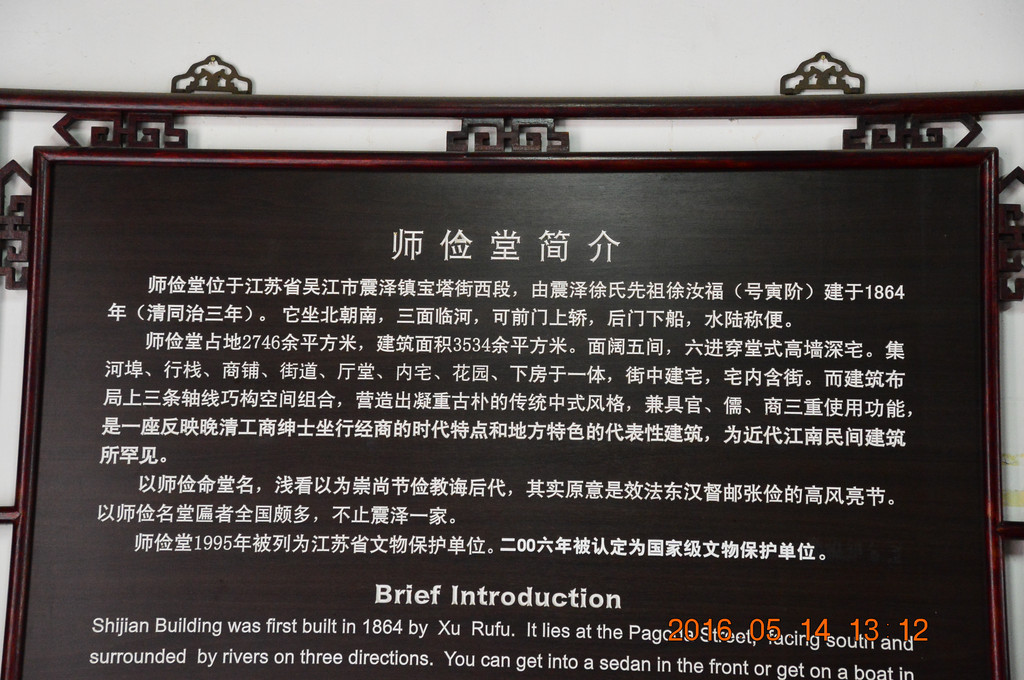 师俭堂简介
师俭堂位于江苏省吴江市震泽镇宝塔街西段，由震泽徐氏先祖徐汝福（号寅阶）建于1864
年（清同治三年）。它坐北朝南，三面临河，可前门上轿，后门下船，水陆称便。
师俭堂占地2746余平方米，建筑面积3534余平方米。面阔五间，六进穿堂式高墙深宅。集
河埠、行栈、商铺、街道、厅堂、内宅、花园、下房于一体，街中建宅，宅内含街。而建筑布
局上三条轴线巧构空间组合，营造出凝重古朴的传统中式风格，兼具官、儒、商三重使用功能，
是一座反映晚清工商绅士坐行经商的时代特点和地方特色的代表性建筑，为近代江南民间建筑
所罕见。
以师俭命堂名，浅看以为崇尚节俭教诲后代，其实原意是效法东汉督邮张俭的高风亮节。
以师俭名堂匾者全国颇多，不止震泽一家。
师俭堂1995年被列为江苏省文物保护单位。二00六年被认定为国家级文物保护单位。
Brief Introduction
Shijian Building was first built in 1864 by Xu Rufu. It lies at the Pagoda Street, facing south and
surrounded by rivers on three directions. You can get into a sedan in the front or get on a boat in
2016.05.14 13:12